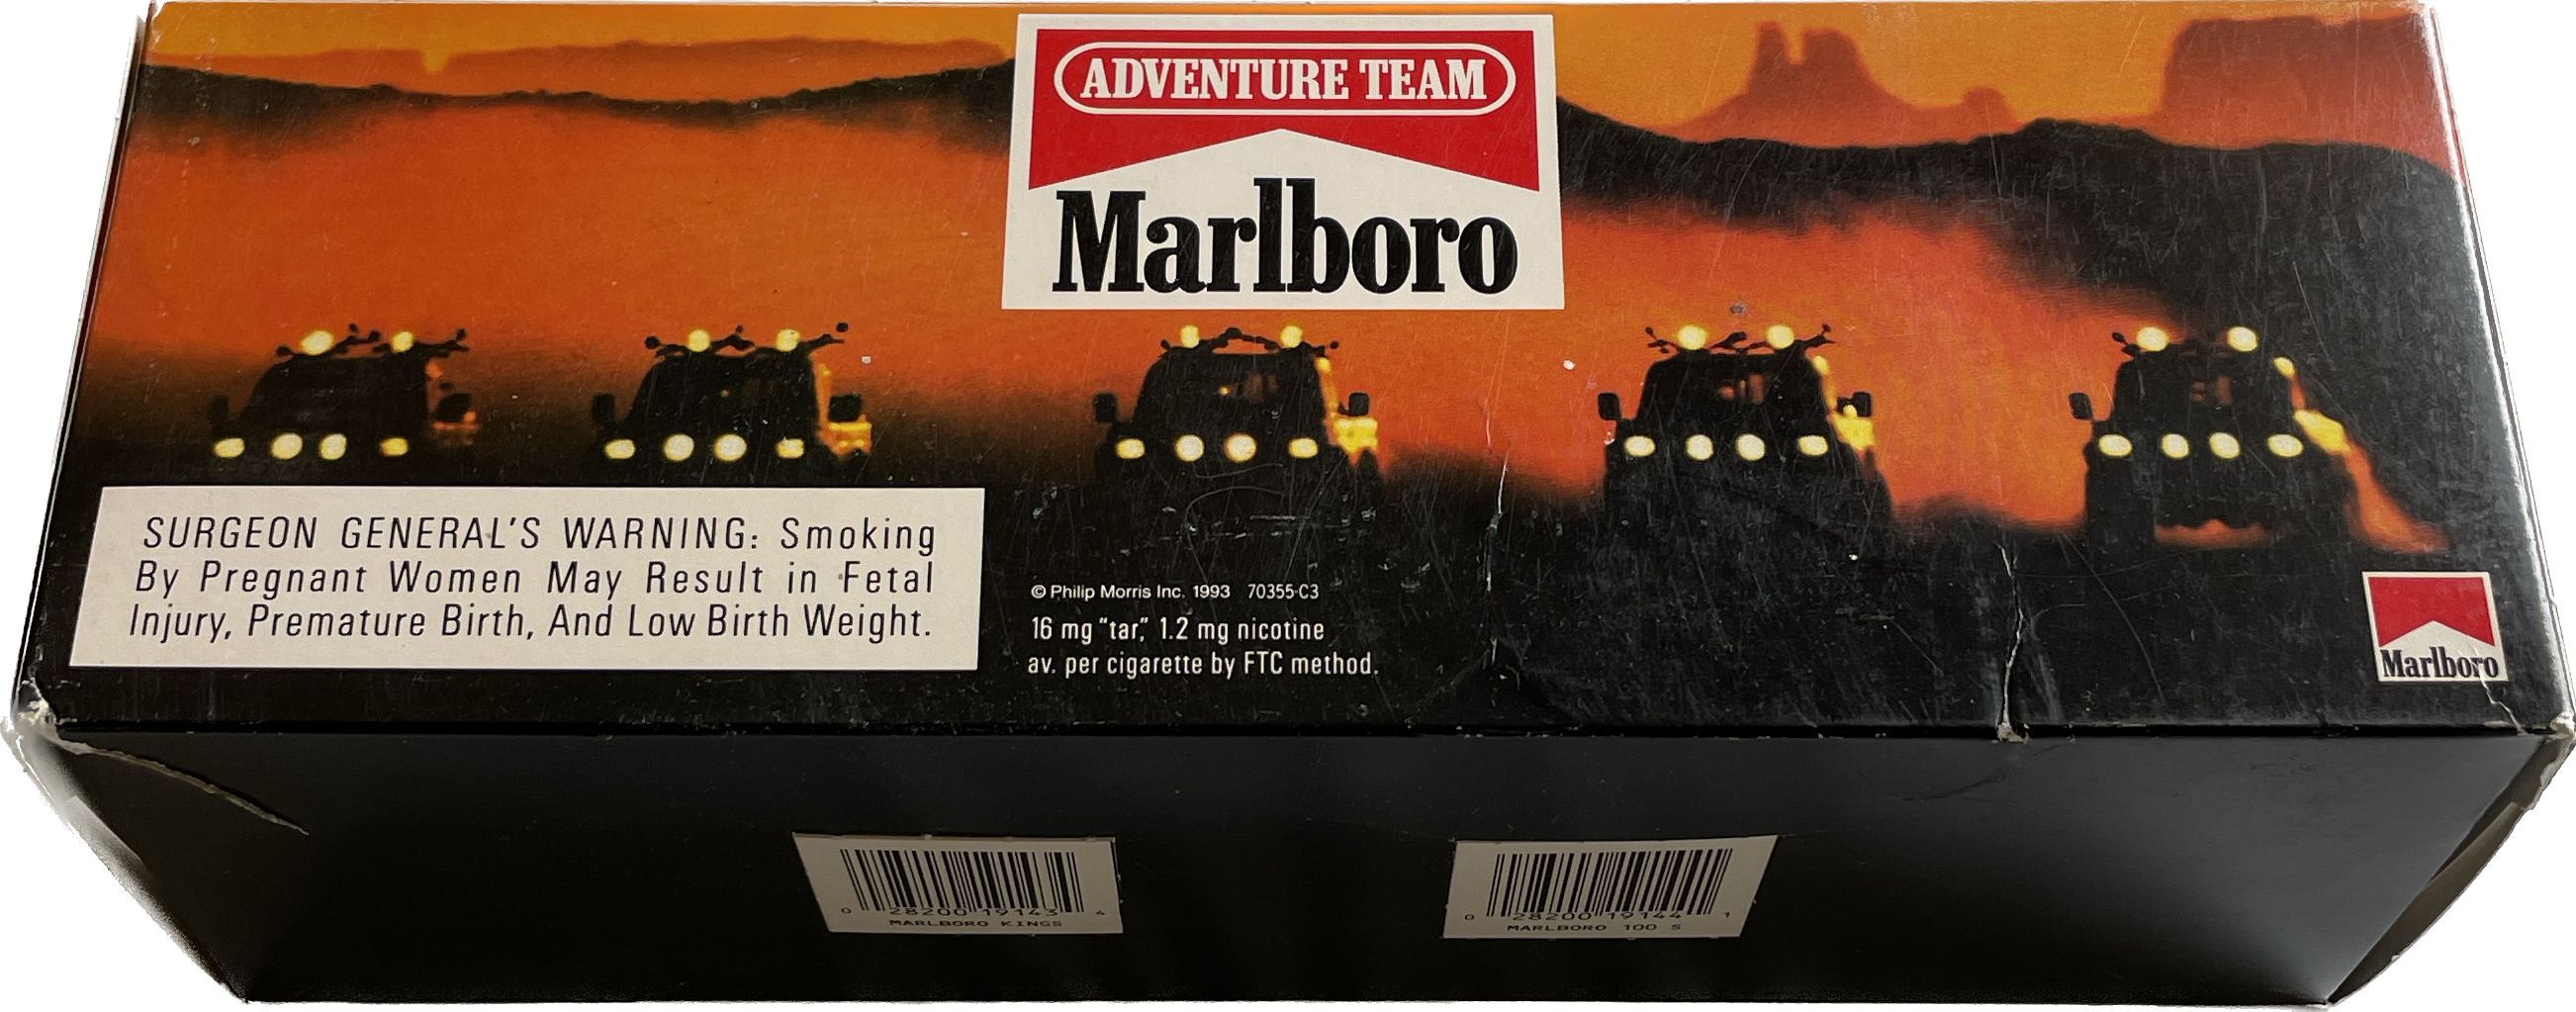 ADVENTURE TEAM
Marlboro
SURGEON GENERAL'S WARNING: Smoking
By Pregnant Women May Result in Fetal
Injury, Premature Birth, And Low Birth Weight.
© Philip Morris Inc. 1993 70355·C3
16 mg “tar,” 1.2 mg nicotine
av. per cigarette by FTC method.
Marlboro
0 28200 19143 4
MARLBORO KINGS
0 28200 19144 1
MARLBORO 100 S